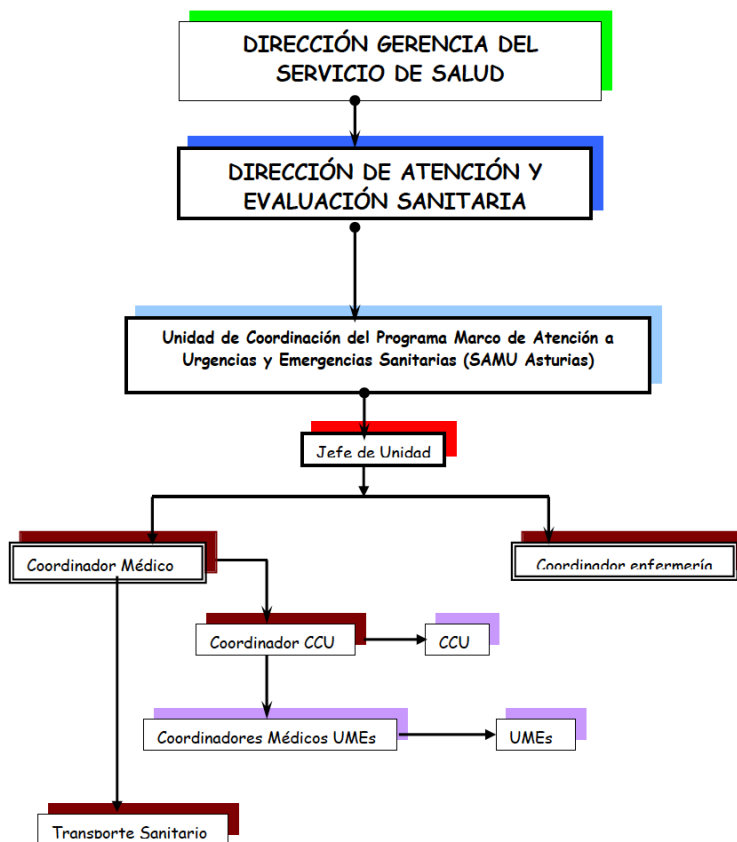 DIRECCIÓN GERENCIA DEL
SERVICIO DE SALUD
DIRECCIÓN DE ATENCIÓN Y
EVALUACIÓN SANITARIA
Unidad de Coordinación del Programa Marco de Atención a
Urgencias y Emergencias Sanitarias (SAMU Asturias)
Jefe de Unidad
Coordinador Médico
Coordinador enfermería
Coordinador CCU
CCU
Coordinadores Médicos UMEs
UMEs
Transporte Sanitario